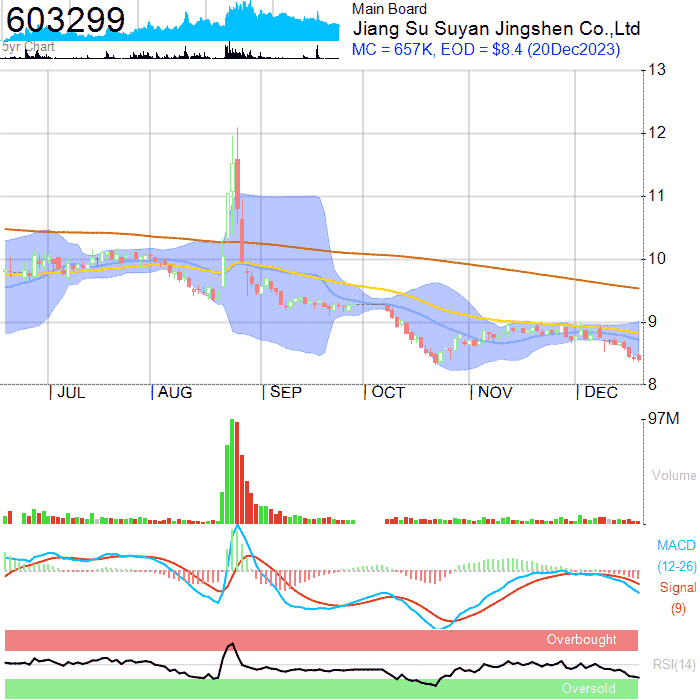 603299
5yr Chart
Main Board
Jiang Su Suyan Jingshen Co.,Ltd
MC = 657K, EOD = $8.4 (20Dec2023)
13
12
11
10
9
8
JUL AUG SEP OCT NOV DEC
97M
Volume
MACD
(12-26)
Signal
(9)
Overbought
RSI(14)
Oversold